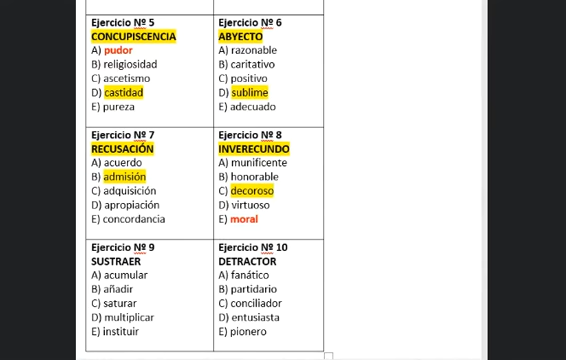 Ejercicio Nº 5
CONCUPISCENCIA
A) pudor
B) religiosidad
C) ascetismo
D) castidad
E) pureza
Ejercicio Nº 6
ABYECTO
A) razonable
B) caritativo
C) positivo
D) sublime
E) adecuado
Ejercicio Nº 7
RECUSACIÓN
A) acuerdo
B) admisión
C) adquisición
D) apropiación
E) concordancia
Ejercicio Nº 8
INVERECUNDO
A) munificente
B) honorable
C) decoroso
D) virtuoso
E) moral
Ejercicio Nº 9
SUSTRAER
A) acumular
B) añadir
C) saturar
D) multiplicar
E) instituir
Ejercicio Nº 10
DETRACTOR
A) fanático
B) partidario
C) conciliador
D) entusiasta
E) pionero